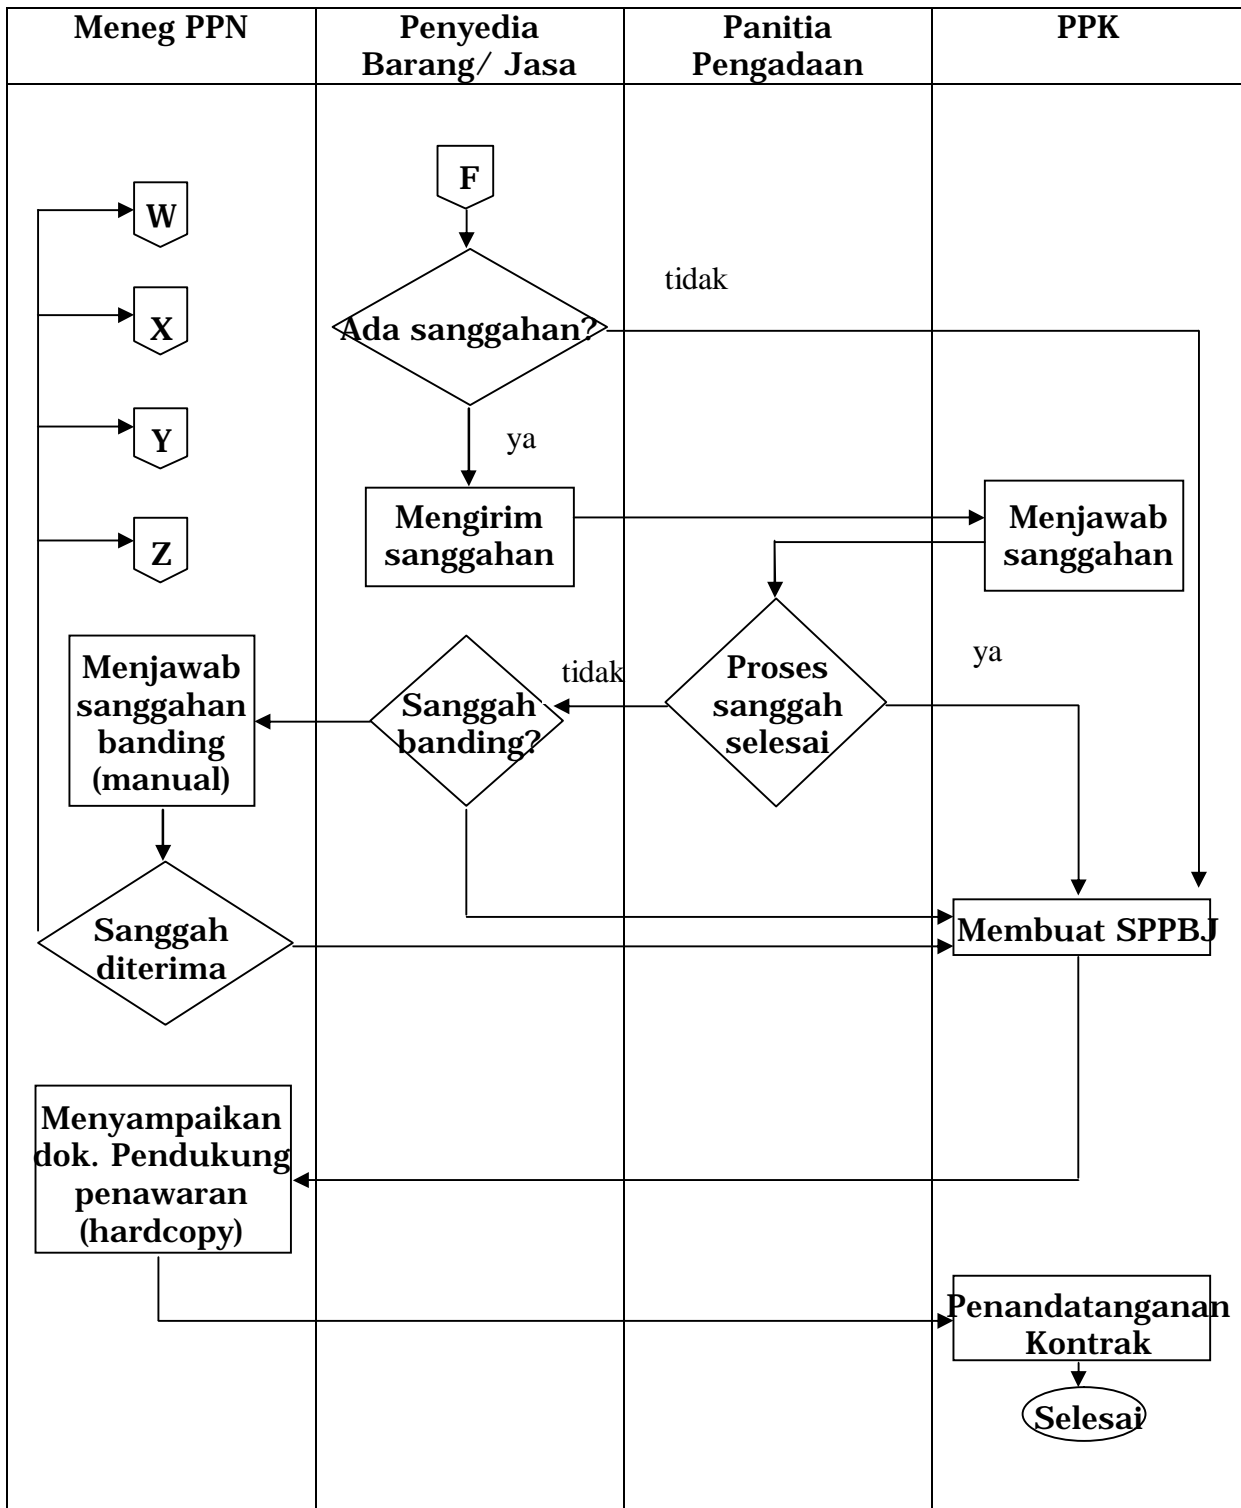 Meneg PPN
Penyedia
Barang/ Jasa
Panitia
Pengadaan
PPK
F
W
tidak
X
Ada sanggahan?
Y
ya
Z
Mengirim
sanggahan
Menjawab
sanggahan
Menjawab
sanggahan
banding
(manual)
Sanggah
banding?
tidak
Proses
sanggah
selesai
ya
Sanggah
diterima
Membuat SPPBJ
Menyampaikan
dok. Pendukung
penawaran
(hardcopy)
Penandatanganan
Kontrak
Selesai